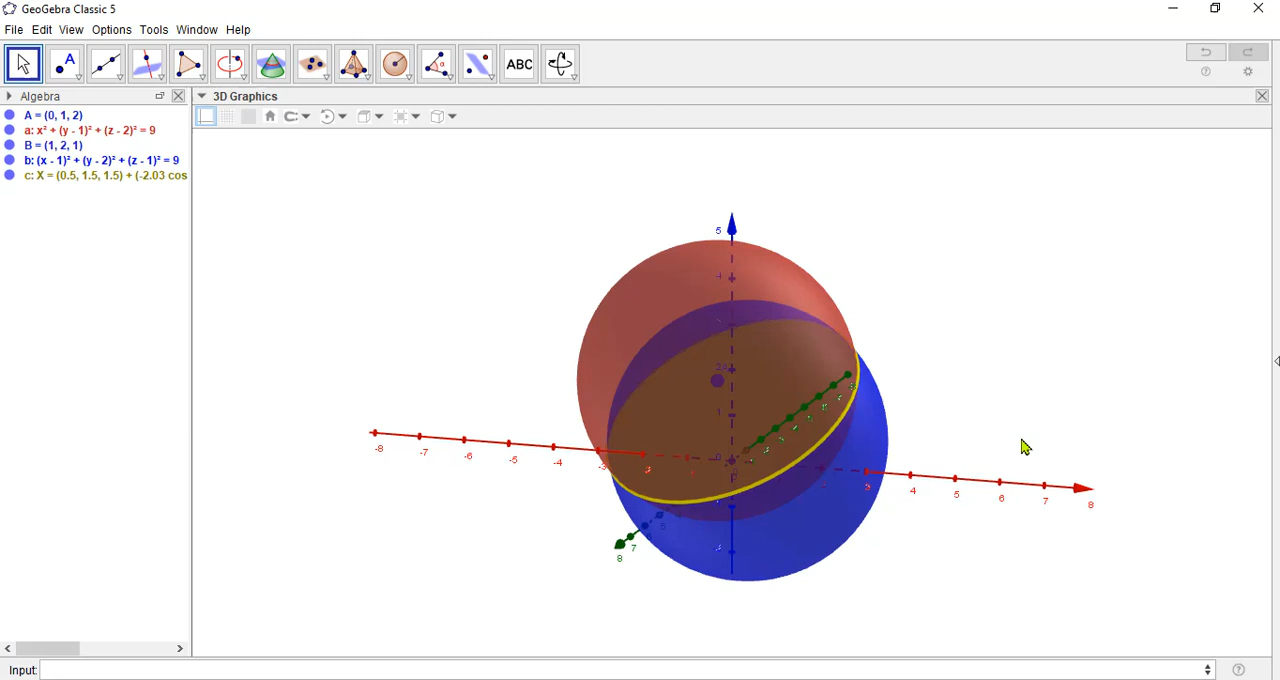 GeoGebra Classic 5
File Edit View Options Tools Window Help
A ABC
Algebra 3D Graphics
A = (0, 1, 2)
a: x² + (y - 1)² + (z - 2)² = 9
B = (1, 2, 1)
b: (x - 1)² + (y - 2)² + (z - 1)² = 9
c: X = (0.5, 1.5, 1.5) + (-2.03 cos
5
-8 -7 -6 -5 -4 -3
4 5 6 7 8
8 7
Input: